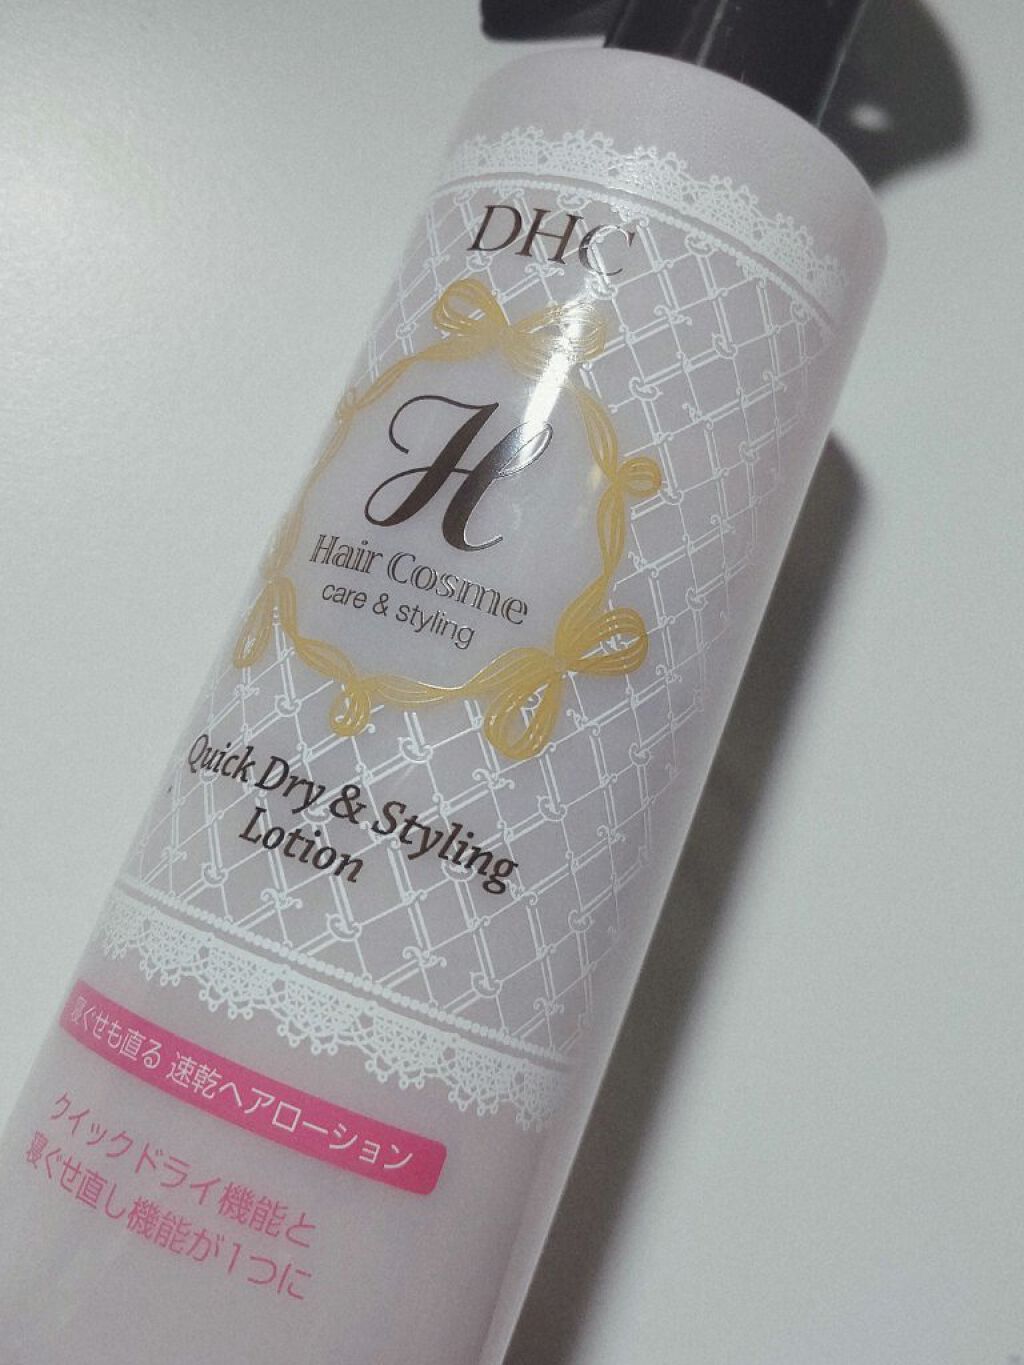 DHC
H
Hair Cosme
care & styling
Quick Dry & Styling
Lotion
寝ぐせも直る 速乾ヘアローション
クイックドライ機能と
寝ぐせ直し機能が1つに